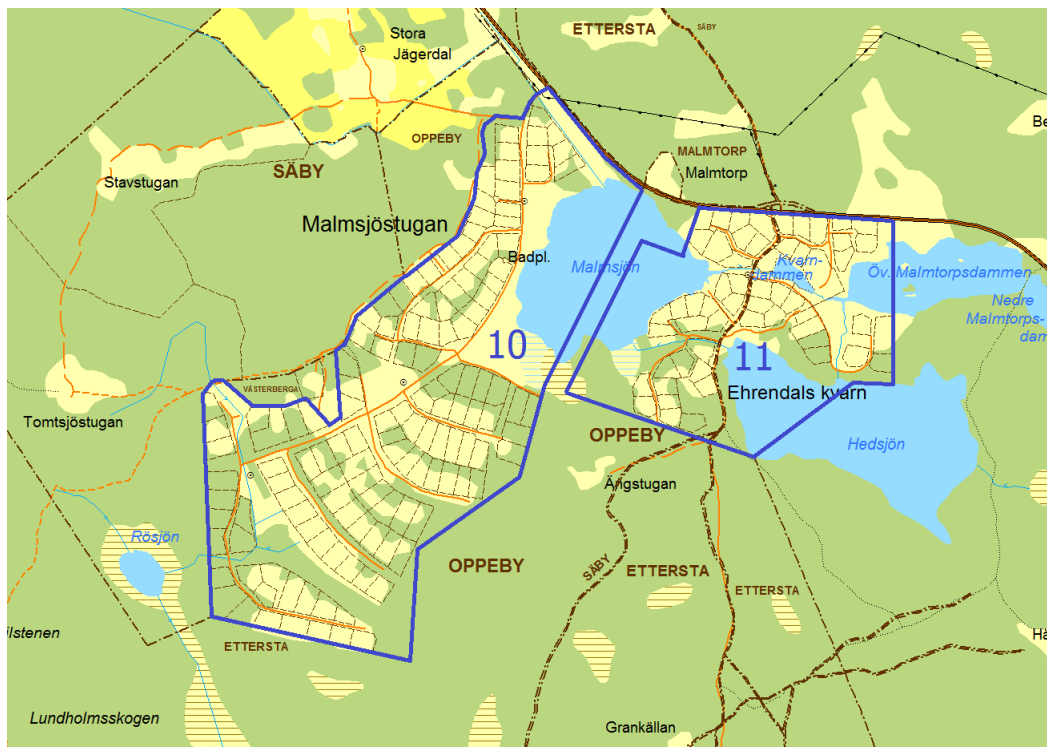 Stora
Jägerdal
ETTERSTA
SÄBY
OPPEBY
MALMTORP
Malmtorp
Be
Stavstugan
SÄBY
Malmsjöstugan
Badpl.
Malmsjön
Kvarn-
dammen
Öv. Malmtorpsdammen
Nedre
Malmtorps-
dam
10
11
VÄSTERBERGA
Ehrendals kvarn
Tomtsjöstugan
OPPEBY
Hedsjön
Ängstugan
Rösjön
OPPEBY
SÄBY
ETTERSTA
ETTERSTA
ilstenen
ETTERSTA
Hä
Lundholmsskogen
Grankällan